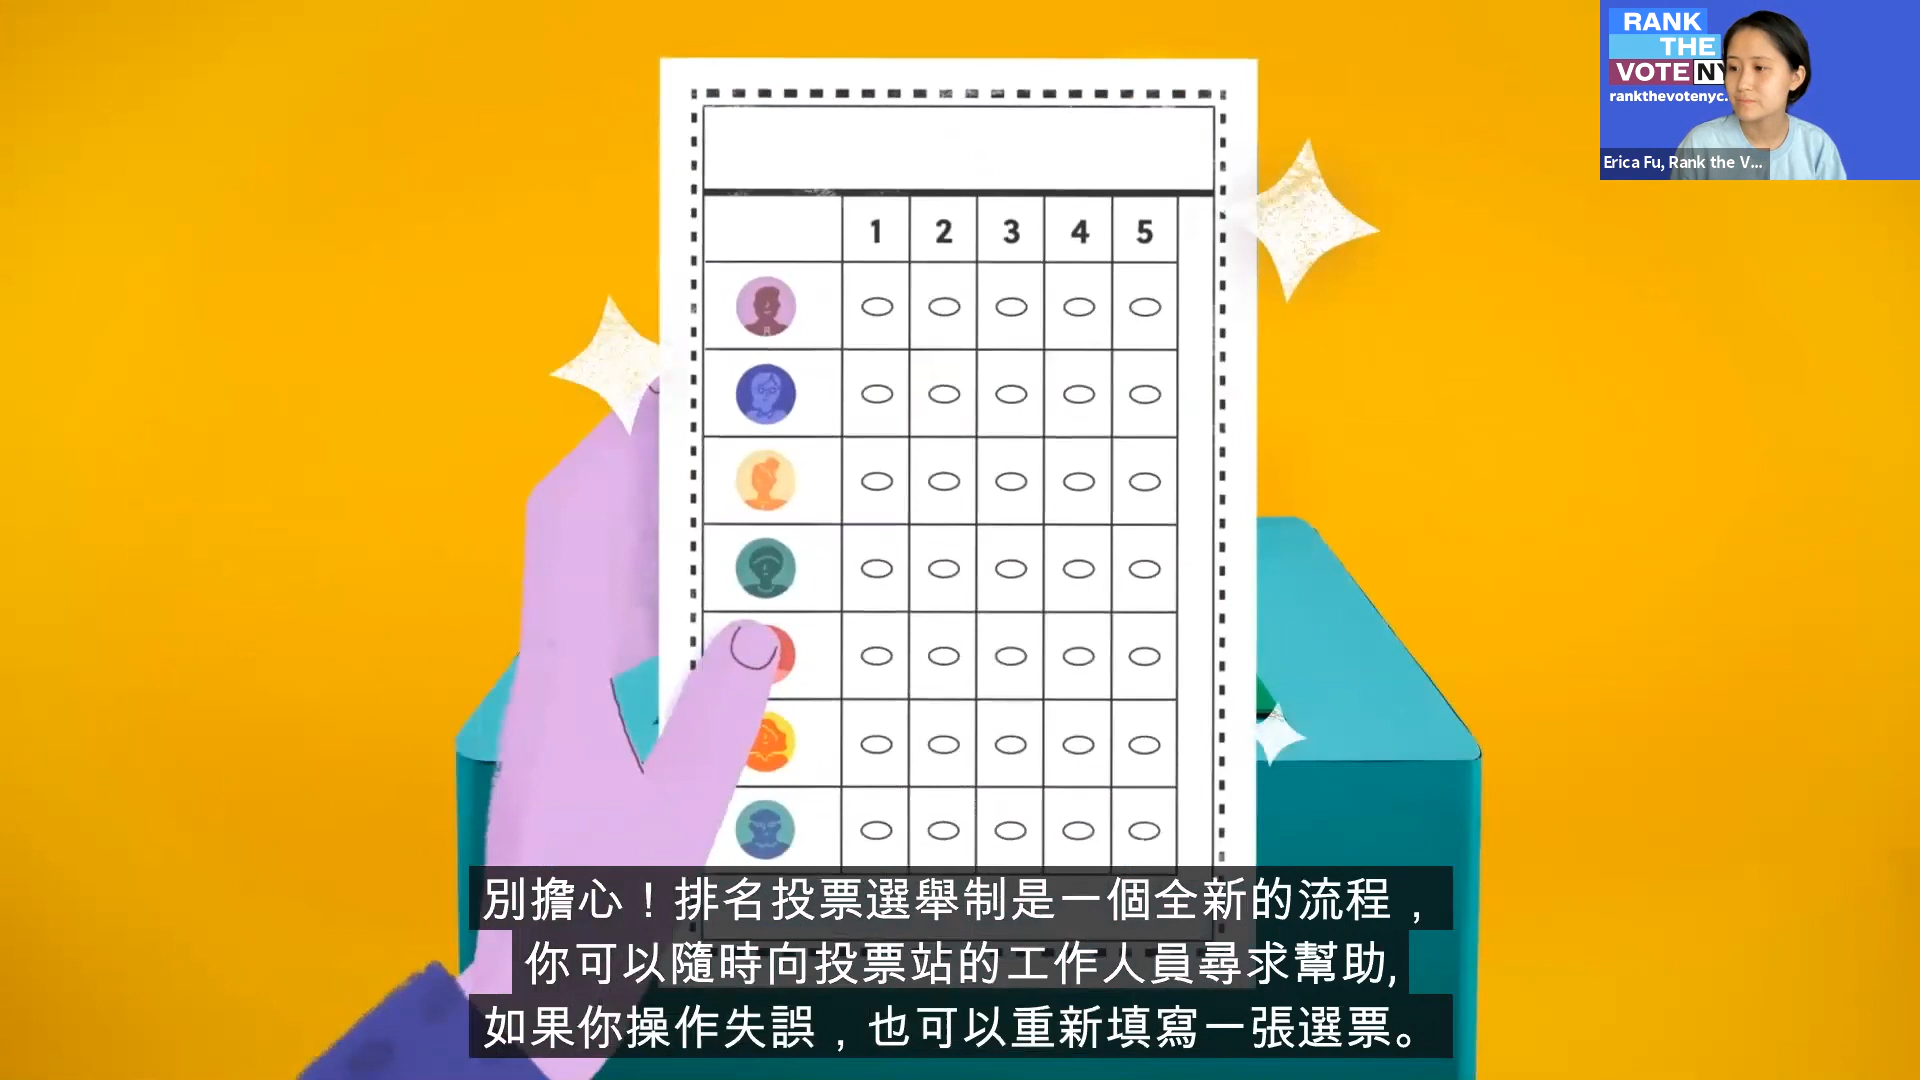 RANK
THE
VOTE NY
rankthevotenyc.
Erica Fu, Rank the V...
1 2 3 4 5
別擔心！排名投票選舉制是一個全新的流程，
你可以隨時向投票站的工作人員尋求幫助,
如果你操作失誤，也可以重新填寫一張選票。